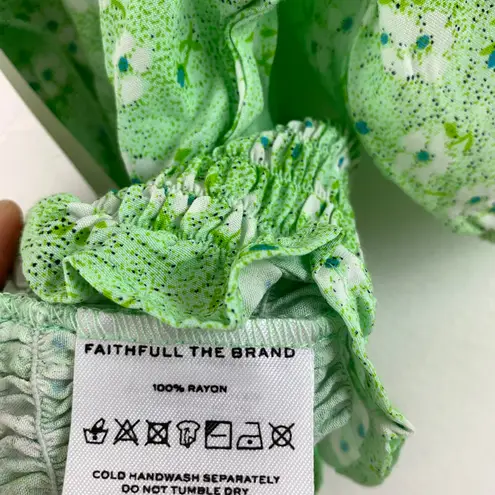 FAITHFULL THE BRAND
100% RAYON
COLD HANDWASH SEPARATELY
DO NOT TUMBLE DRY